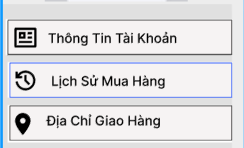 Thông Tin Tài Khoản
Lịch Sử Mua Hàng
Địa Chỉ Giao Hàng